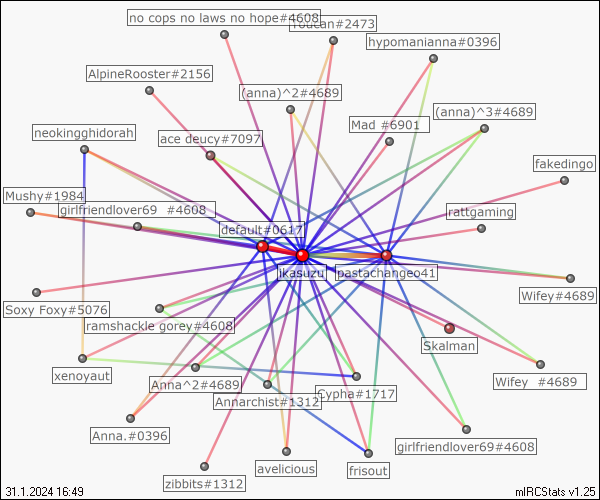 no cops no laws no hope#4608
Toucan#2473
hypomanianna#0396
AlpineRooster#2156
(anna)^2#4689
(anna)^3#4689
Mad #6901
neokingghidorah
ace deucy#7097
fakedingo
Mushy#1984
girlfriendlover69 #4608
rattgaming
default#0617
jkasuzu
pastachangeo41
Wifey#4689
Soxy Foxy#5076
ramshackle gorey#4608
Skalman
xenoyaut
Anna^2#4689
Cypha#1717
Wifey #4689
Annarchist#1312
Anna.#0396
girlfriendlover69#4608
avelicious
frisout
zibbits#1312
31.1.2024 16:49
mIRCStats v1.25